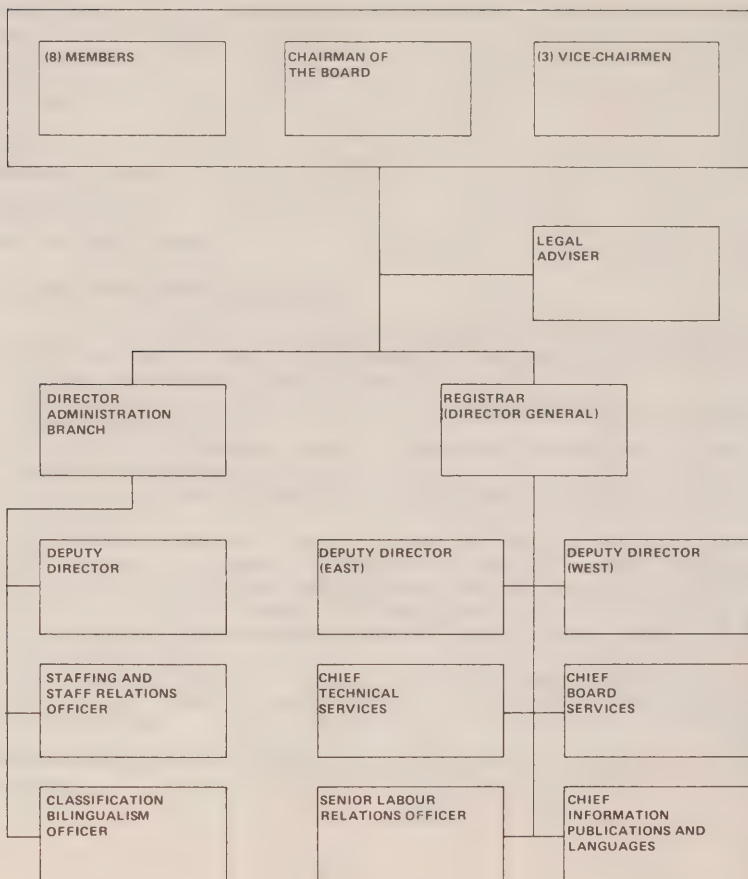 (8) MEMBERS
CHAIRMAN OF
THE BOARD
(3) VICE-CHAIRMEN
LEGAL
ADVISER
DIRECTOR
ADMINISTRATION
BRANCH
REGISTRAR
(DIRECTOR GENERAL)
DEPUTY
DIRECTOR
DEPUTY DIRECTOR
(EAST)
DEPUTY DIRECTOR
(WEST)
STAFFING AND
STAFF RELATIONS
OFFICER
CHIEF
TECHNICAL
SERVICES
CHIEF
BOARD
SERVICES
CLASSIFICATION
BILINGUALISM
OFFICER
SENIOR LABOUR
RELATIONS OFFICER
CHIEF
INFORMATION
PUBLICATIONS AND
LANGUAGES